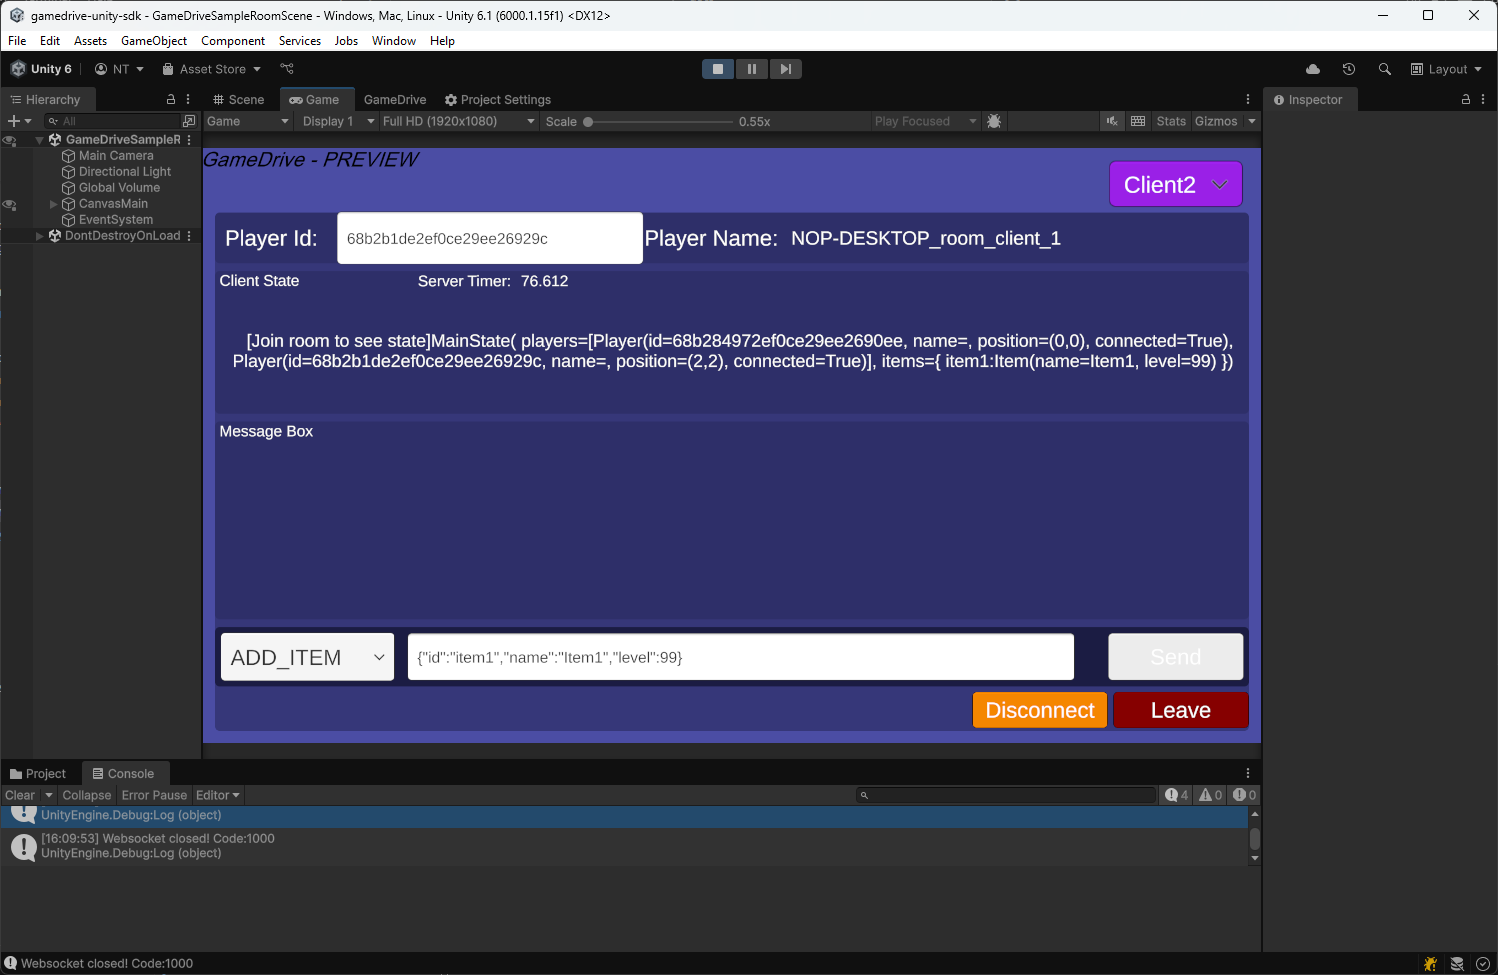 gamedrive-unity-sdk - GameDriveSampleRoomScene - Windows, Mac, Linux - Unity 6.1 (6000.1.15f1) <DX12>
File Edit Assets GameObject Component Services Jobs Window Help
Unity 6 NT Asset Store Layout
Hierarchy Scene Game GameDrive Project Settings Inspector
All Game Display 1 Full HD (1920x1080) Scale 0.55x Play Focused Stats Gizmos
GameDriveSampleR
Main Camera
Directional Light
Global Volume
CanvasMain
EventSystem
DontDestroyOnLoad
GameDrive - PREVIEW
Client2
Player Id: 68b2b1de2ef0ce29ee26929c Player Name: NOP-DESKTOP_room_client_1
Client State Server Timer: 76.612
[Join room to see state]MainState( players=[Player(id=68b284972ef0ce29ee2690ee, name=, position=(0,0), connected=True),
Player(id=68b2b1de2ef0ce29ee26929c, name=, position=(2,2), connected=True)], items={ item1:Item(name=Item1, level=99) })
Message Box
ADD_ITEM {"id":"item1","name":"Item1","level":99} Send
Disconnect Leave
Project Console
Clear Collapse Error Pause Editor 4 0 0
UnityEngine.Debug:Log (object)
[16:09:53] Websocket closed! Code:1000
UnityEngine.Debug:Log (object)
Websocket closed! Code:1000